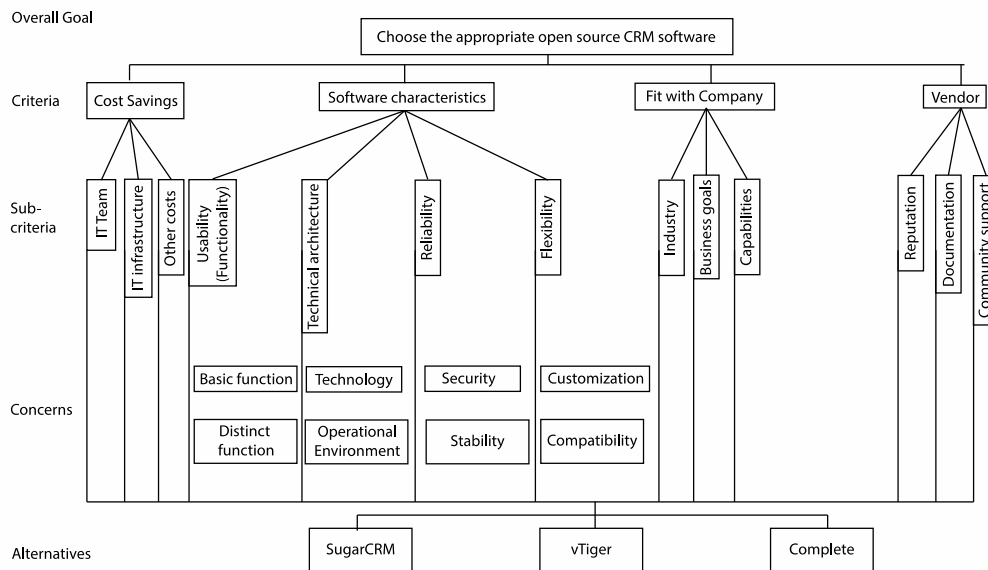 Overall Goal
Choose the appropriate open source CRM software
Criteria
Cost Savings
Software characteristics
Fit with Company
Vendor
Sub-
criteria
IT Team
IT infrastructure
Other costs
Usability
(Functionality)
Technical architecture
Reliability
Flexibility
Industry
Business goals
Capabilities
Reputation
Documentation
Community support
Concerns
Basic function
Technology
Security
Customization
Distinct
function
Operational
Environment
Stability
Compatibility
Alternatives
SugarCRM
vTiger
Complete